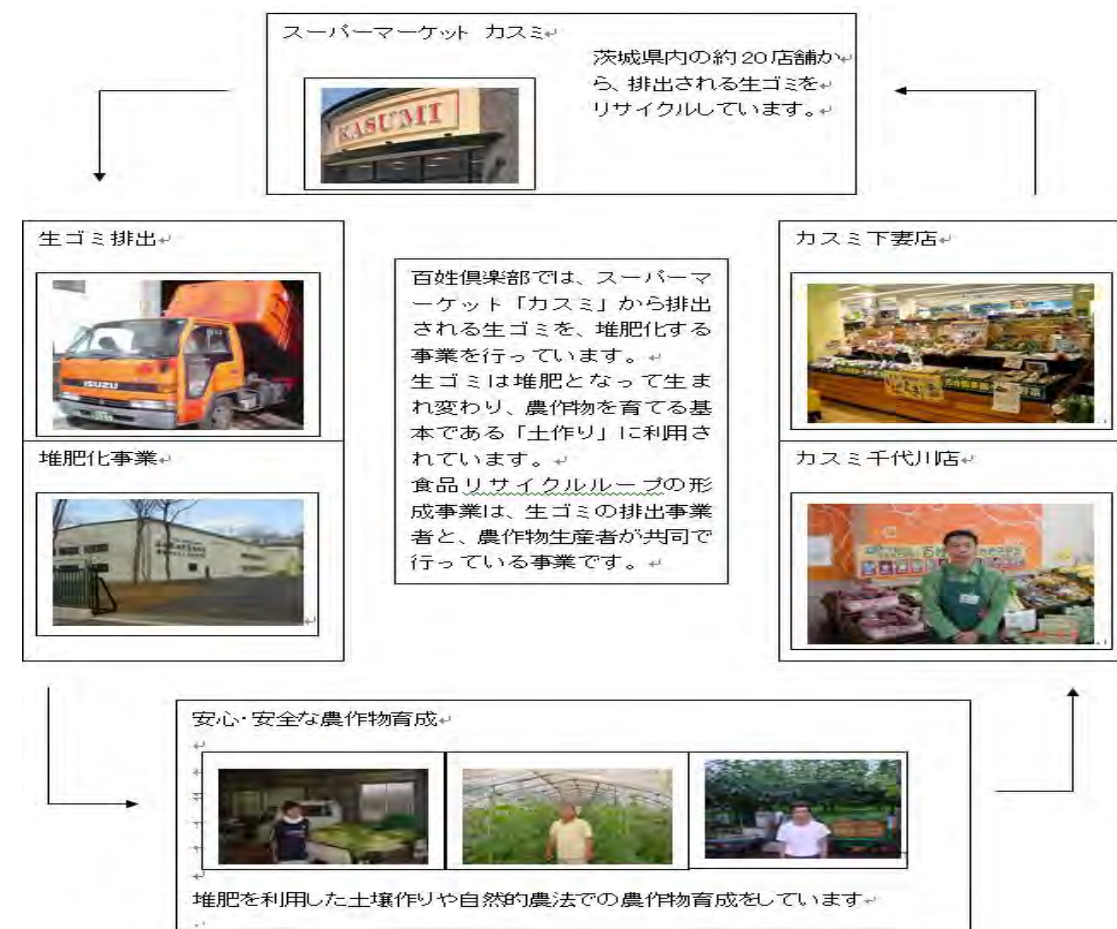 スーパーマーケット カスミ
茨城県内の約20店舗か
ら、排出される生ゴミを
リサイクルしています。
KASUMI
生ゴミ排出
ISUZU
堆肥化事業
百姓倶楽部では、スーパーマ
ーケット「カスミ」から排出
される生ゴミを、堆肥化する
事業を行っています。
生ゴミは堆肥となって生ま
れ変わり、農作物を育てる基
本である「土作り」に利用さ
れています。
食品リサイクルループの形
成事業は、生ゴミの排出事業
者と、農作物生産者が共同で
行っている事業です。
カスミ下妻店
カスミ千代川店
安心・安全な農作物育成
堆肥を利用した土壌作りや自然的農法での農作物育成をしています